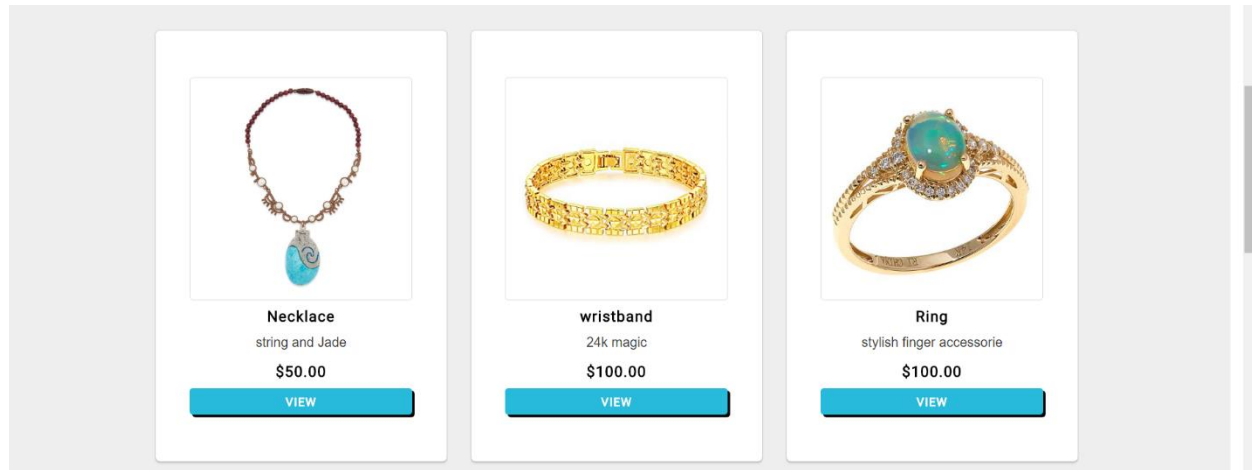 Necklace
string and Jade
$50.00
VIEW
wristband
24k magic
$100.00
VIEW
Ring
stylish finger accessorie
$100.00
VIEW